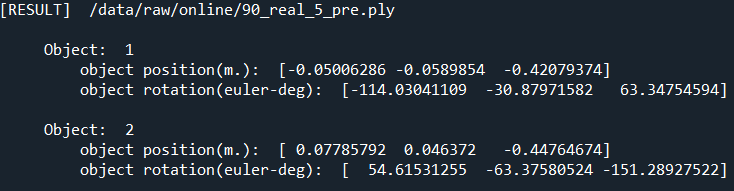 [RESULT]  /data/raw/online/90_real_5_pre.ply
Object:  1
object position(m.):  [-0.05006286 -0.0589854  -0.42079374]
object rotation(euler-deg):  [-114.03041109  -30.87971582   63.34754594]
Object:  2
object position(m.):  [ 0.07785792  0.046372   -0.44764674]
object rotation(euler-deg):  [  54.61531255  -63.37580524 -151.28927522]